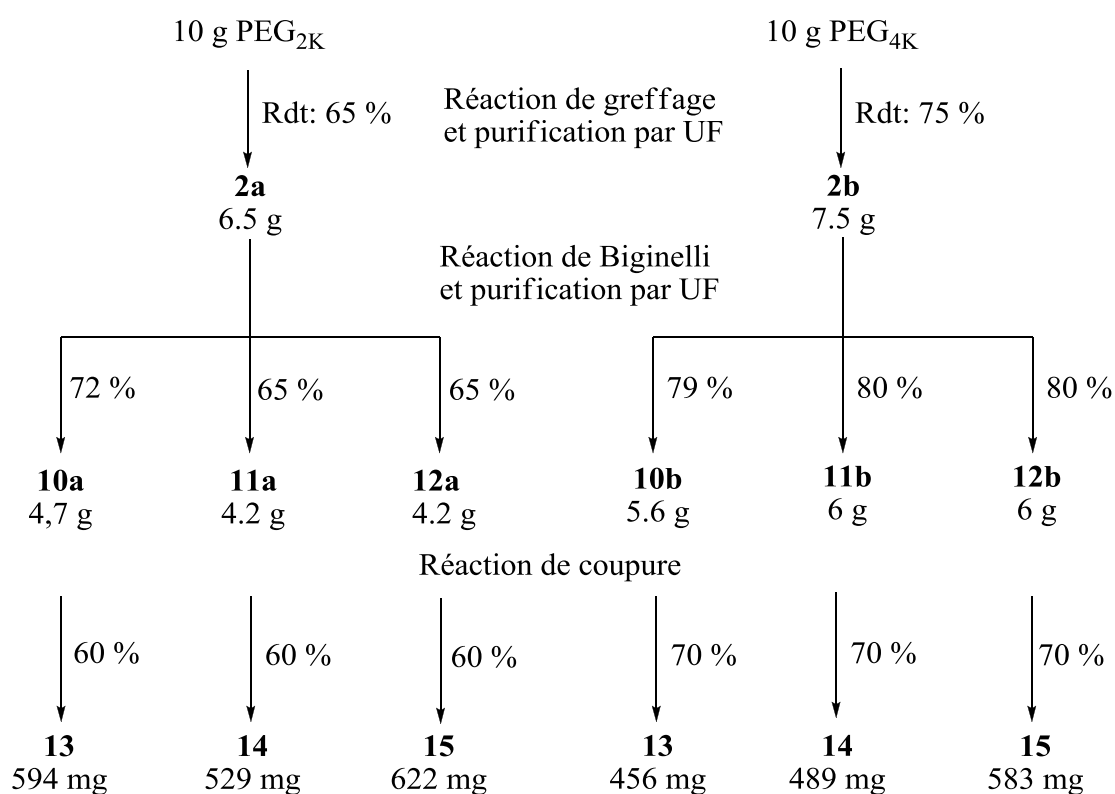 10 g PEG2K
10 g PEG4K
Rdt: 65 %
Réaction de greffage
et purification par UF
Rdt: 75 %
2a
6.5 g
2b
7.5 g
Réaction de Biginelli
et purification par UF
72 %
65 %
65 %
79 %
80 %
80 %
10a
4,7 g
11a
4.2 g
12a
4.2 g
10b
5.6 g
11b
6 g
12b
6 g
Réaction de coupure
60 %
60 %
60 %
70 %
70 %
70 %
13
594 mg
14
529 mg
15
622 mg
13
456 mg
14
489 mg
15
583 mg